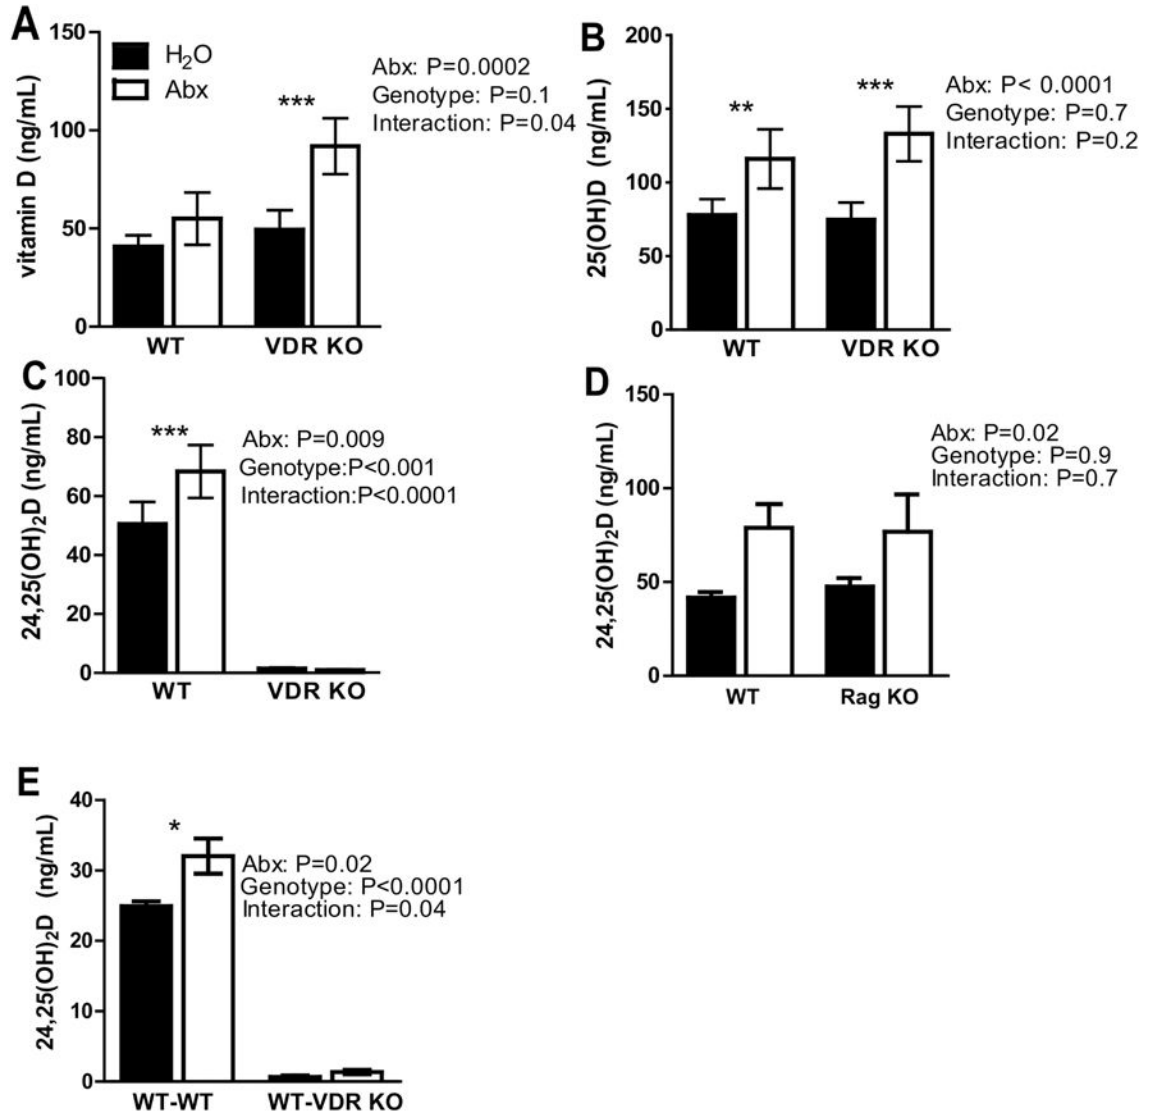 A
vitamin D (ng/mL)
150
100
50
0
H₂O
Abx
***
Abx: P=0.0002
Genotype: P=0.1
Interaction: P=0.04
WT
VDR KO
B
25(OH)D (ng/mL)
200
150
100
50
0
**
***
Abx: P< 0.0001
Genotype: P=0.7
Interaction: P=0.2
WT
VDR KO
C
24,25(OH)₂D (ng/mL)
100
80
60
40
20
0
***
Abx: P=0.009
Genotype:P<0.001
Interaction:P<0.0001
WT
VDR KO
D
24,25(OH)₂D (ng/mL)
150
100
50
0
Abx: P=0.02
Genotype: P=0.9
Interaction: P=0.7
WT
Rag KO
E
24,25(OH)₂D (ng/mL)
40
30
20
10
0
*
Abx: P=0.02
Genotype: P<0.0001
Interaction: P=0.04
WT-WT
WT-VDR KO